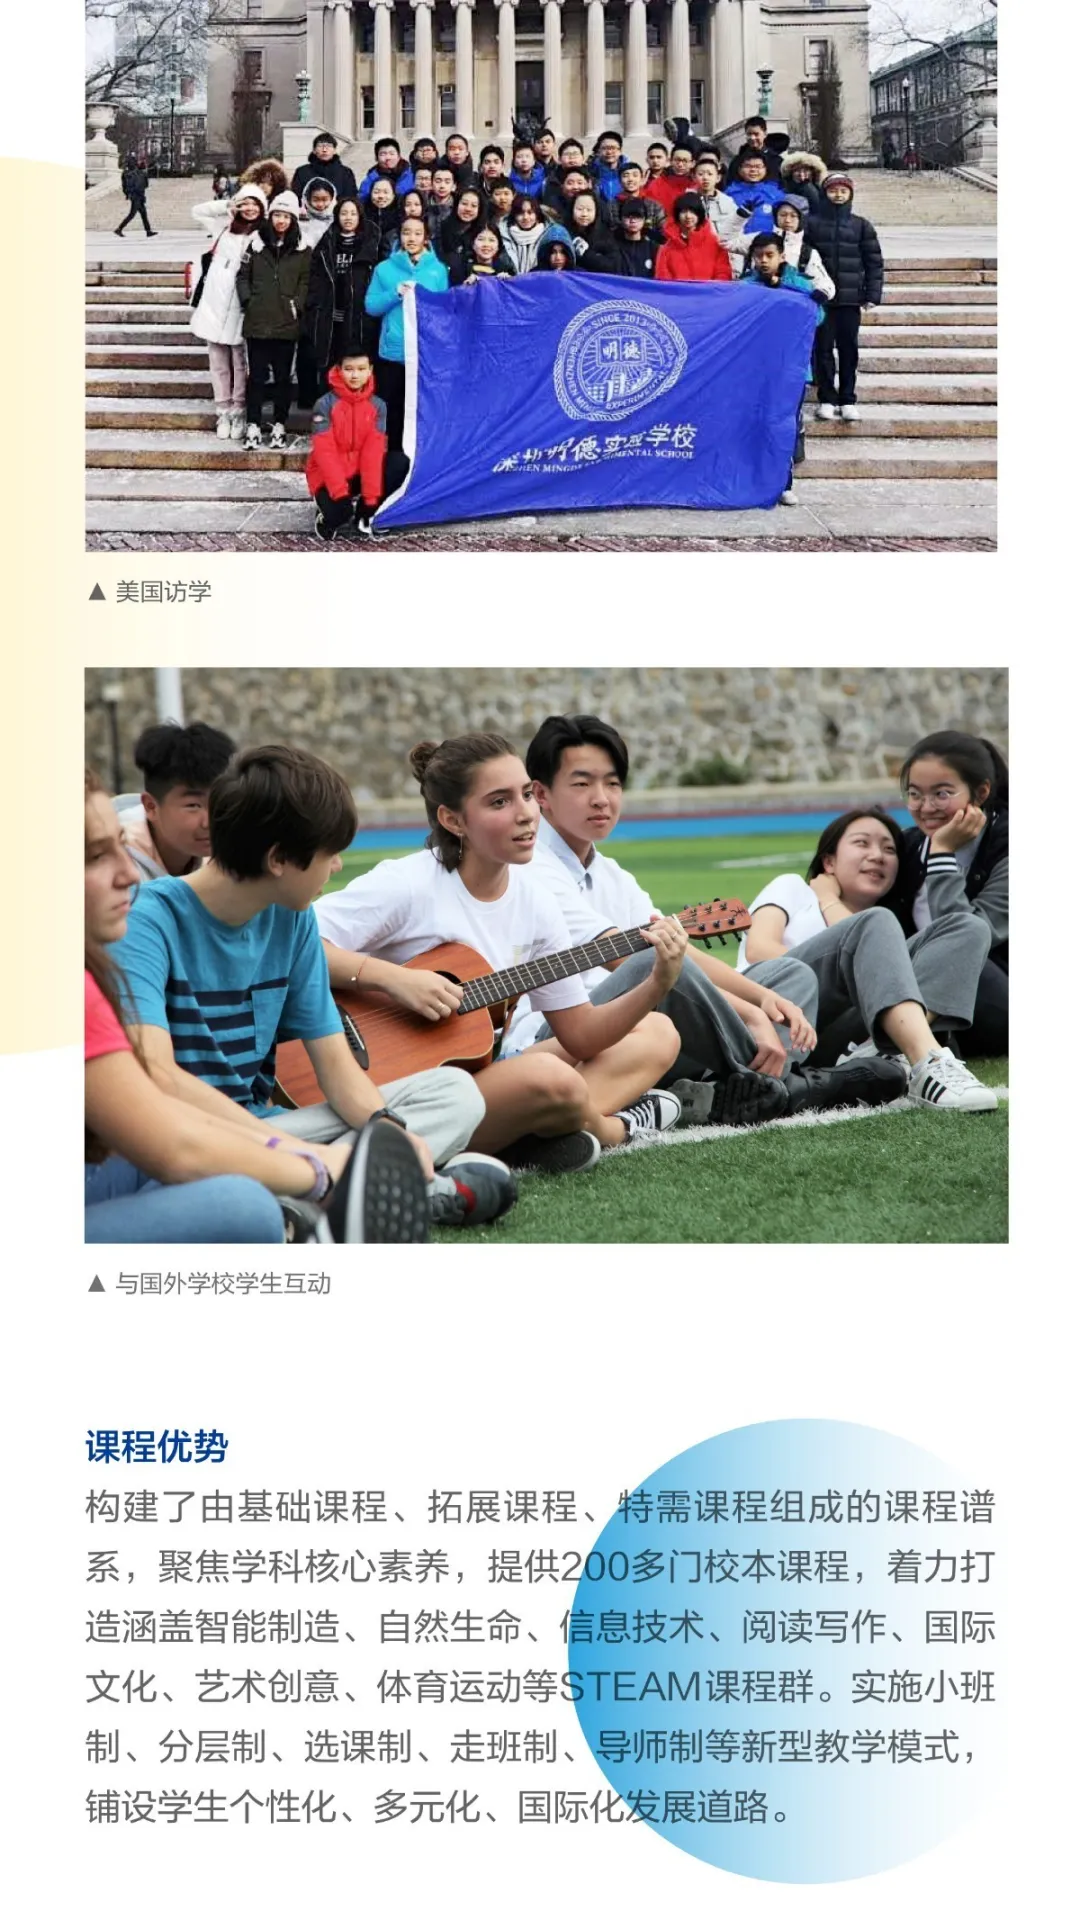 SINCE 2013
明德
EXPERIMENTAL
明德实验学校
▲ 美国访学
▲ 与国外学校学生互动
课程优势
构建了由基础课程、拓展课程、特需课程组成的课程谱
系，聚焦学科核心素养，提供200多门校本课程，着力打
造涵盖智能制造、自然生命、信息技术、阅读写作、国际
文化、艺术创意、体育运动等STEAM课程群。实施小班
制、分层制、选课制、走班制、导师制等新型教学模式，
铺设学生个性化、多元化、国际化发展道路。